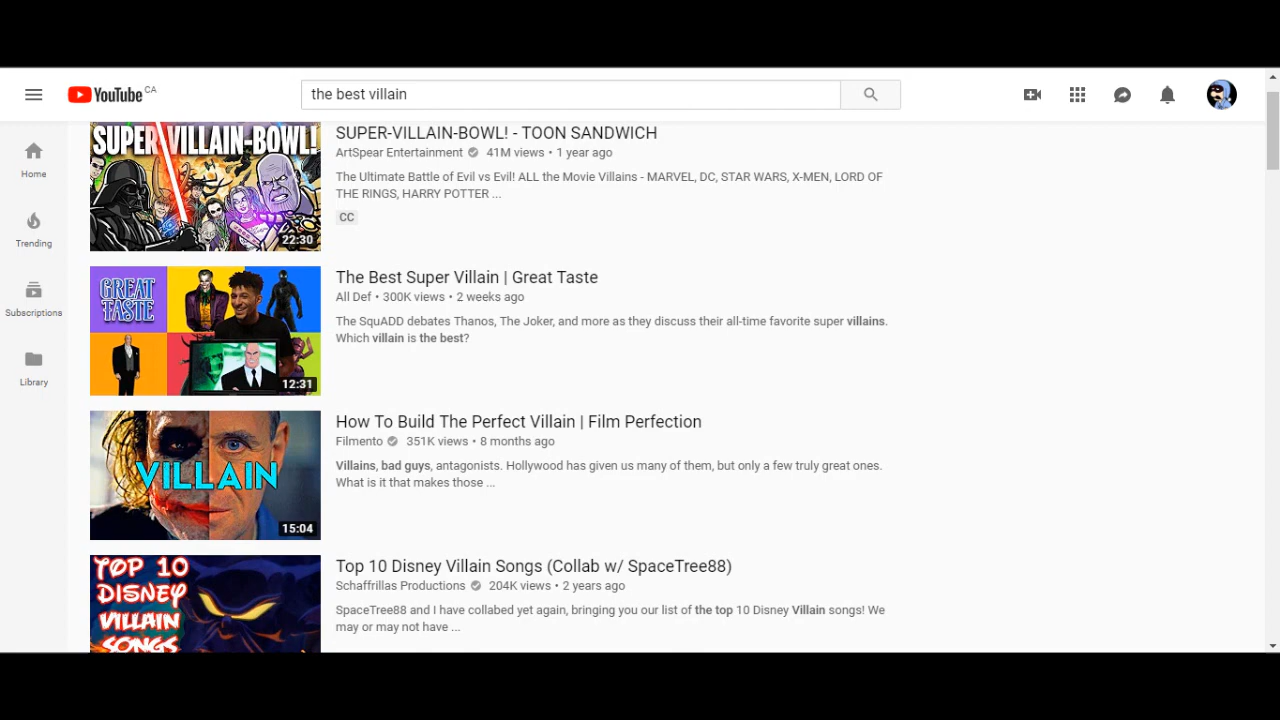 YouTube CA
the best villain
Home
Trending
Subscriptions
Library
SUPER VILLAIN-BOWL!
22:30
SUPER-VILLAIN-BOWL! - TOON SANDWICH
ArtSpear Entertainment 41M views • 1 year ago
The Ultimate Battle of Evil vs Evil! ALL the Movie Villains - MARVEL, DC, STAR WARS, X-MEN, LORD OF
THE RINGS, HARRY POTTER ...
CC
GREAT
TASTE
12:31
The Best Super Villain | Great Taste
All Def • 300K views • 2 weeks ago
The SquADD debates Thanos, The Joker, and more as they discuss their all-time favorite super villains.
Which villain is the best?
VILLAIN
15:04
How To Build The Perfect Villain | Film Perfection
Filmento 351K views • 8 months ago
Villains, bad guys, antagonists. Hollywood has given us many of them, but only a few truly great ones.
What is it that makes those ...
TOP 10
DISNEY
VILLAIN
SONGS
Top 10 Disney Villain Songs (Collab w/ SpaceTree88)
Schaffrillas Productions 204K views • 2 years ago
SpaceTree88 and I have collabed yet again, bringing you our list of the top 10 Disney Villain songs! We
may or may not have ...